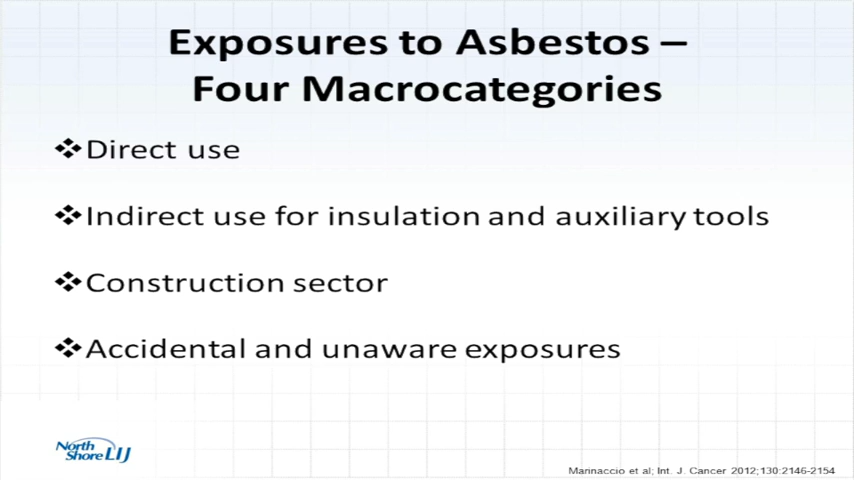 Exposures to Asbestos –
Four Macrocategories
❖Direct use
❖Indirect use for insulation and auxiliary tools
❖Construction sector
❖Accidental and unaware exposures
North
Shore LIJ
Marinaccio et al; Int. J. Cancer 2012;130:2146-2154